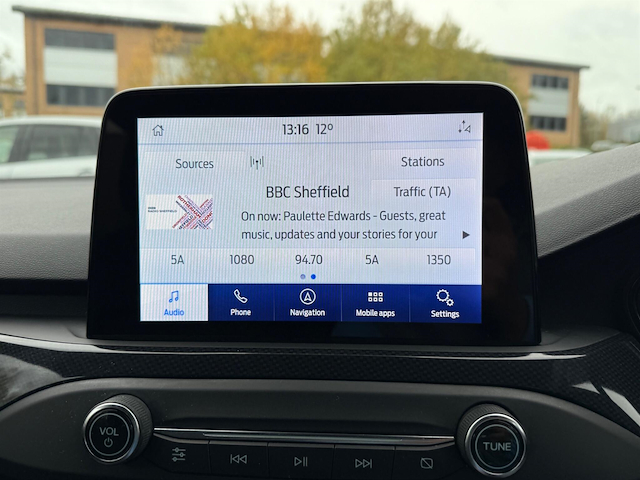 13:16 12°
Sources
Stations
BBC Sheffield
Traffic (TA)
On now: Paulette Edwards - Guests, great
music, updates and your stories for your
5A 1080 94.70 5A 1350
Audio Phone Navigation Mobile apps Settings
VOL
TUNE